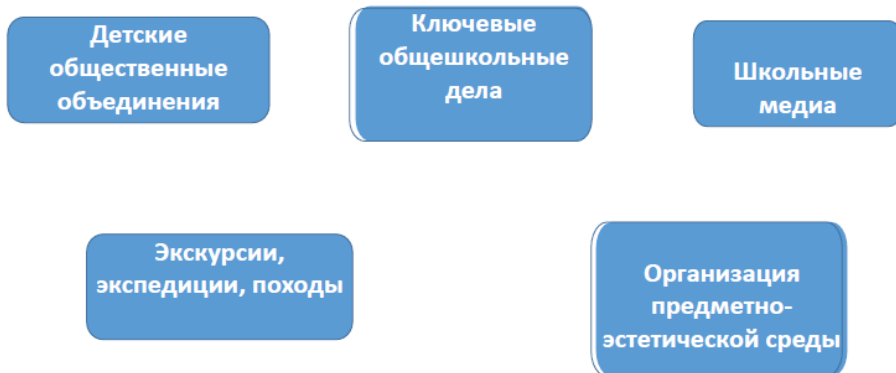 Детские
общественные
объединения
Ключевые
общешкольные
дела
Школьные
медиа
Экскурсии,
экспедиции, походы
Организация
предметно-
эстетической среды